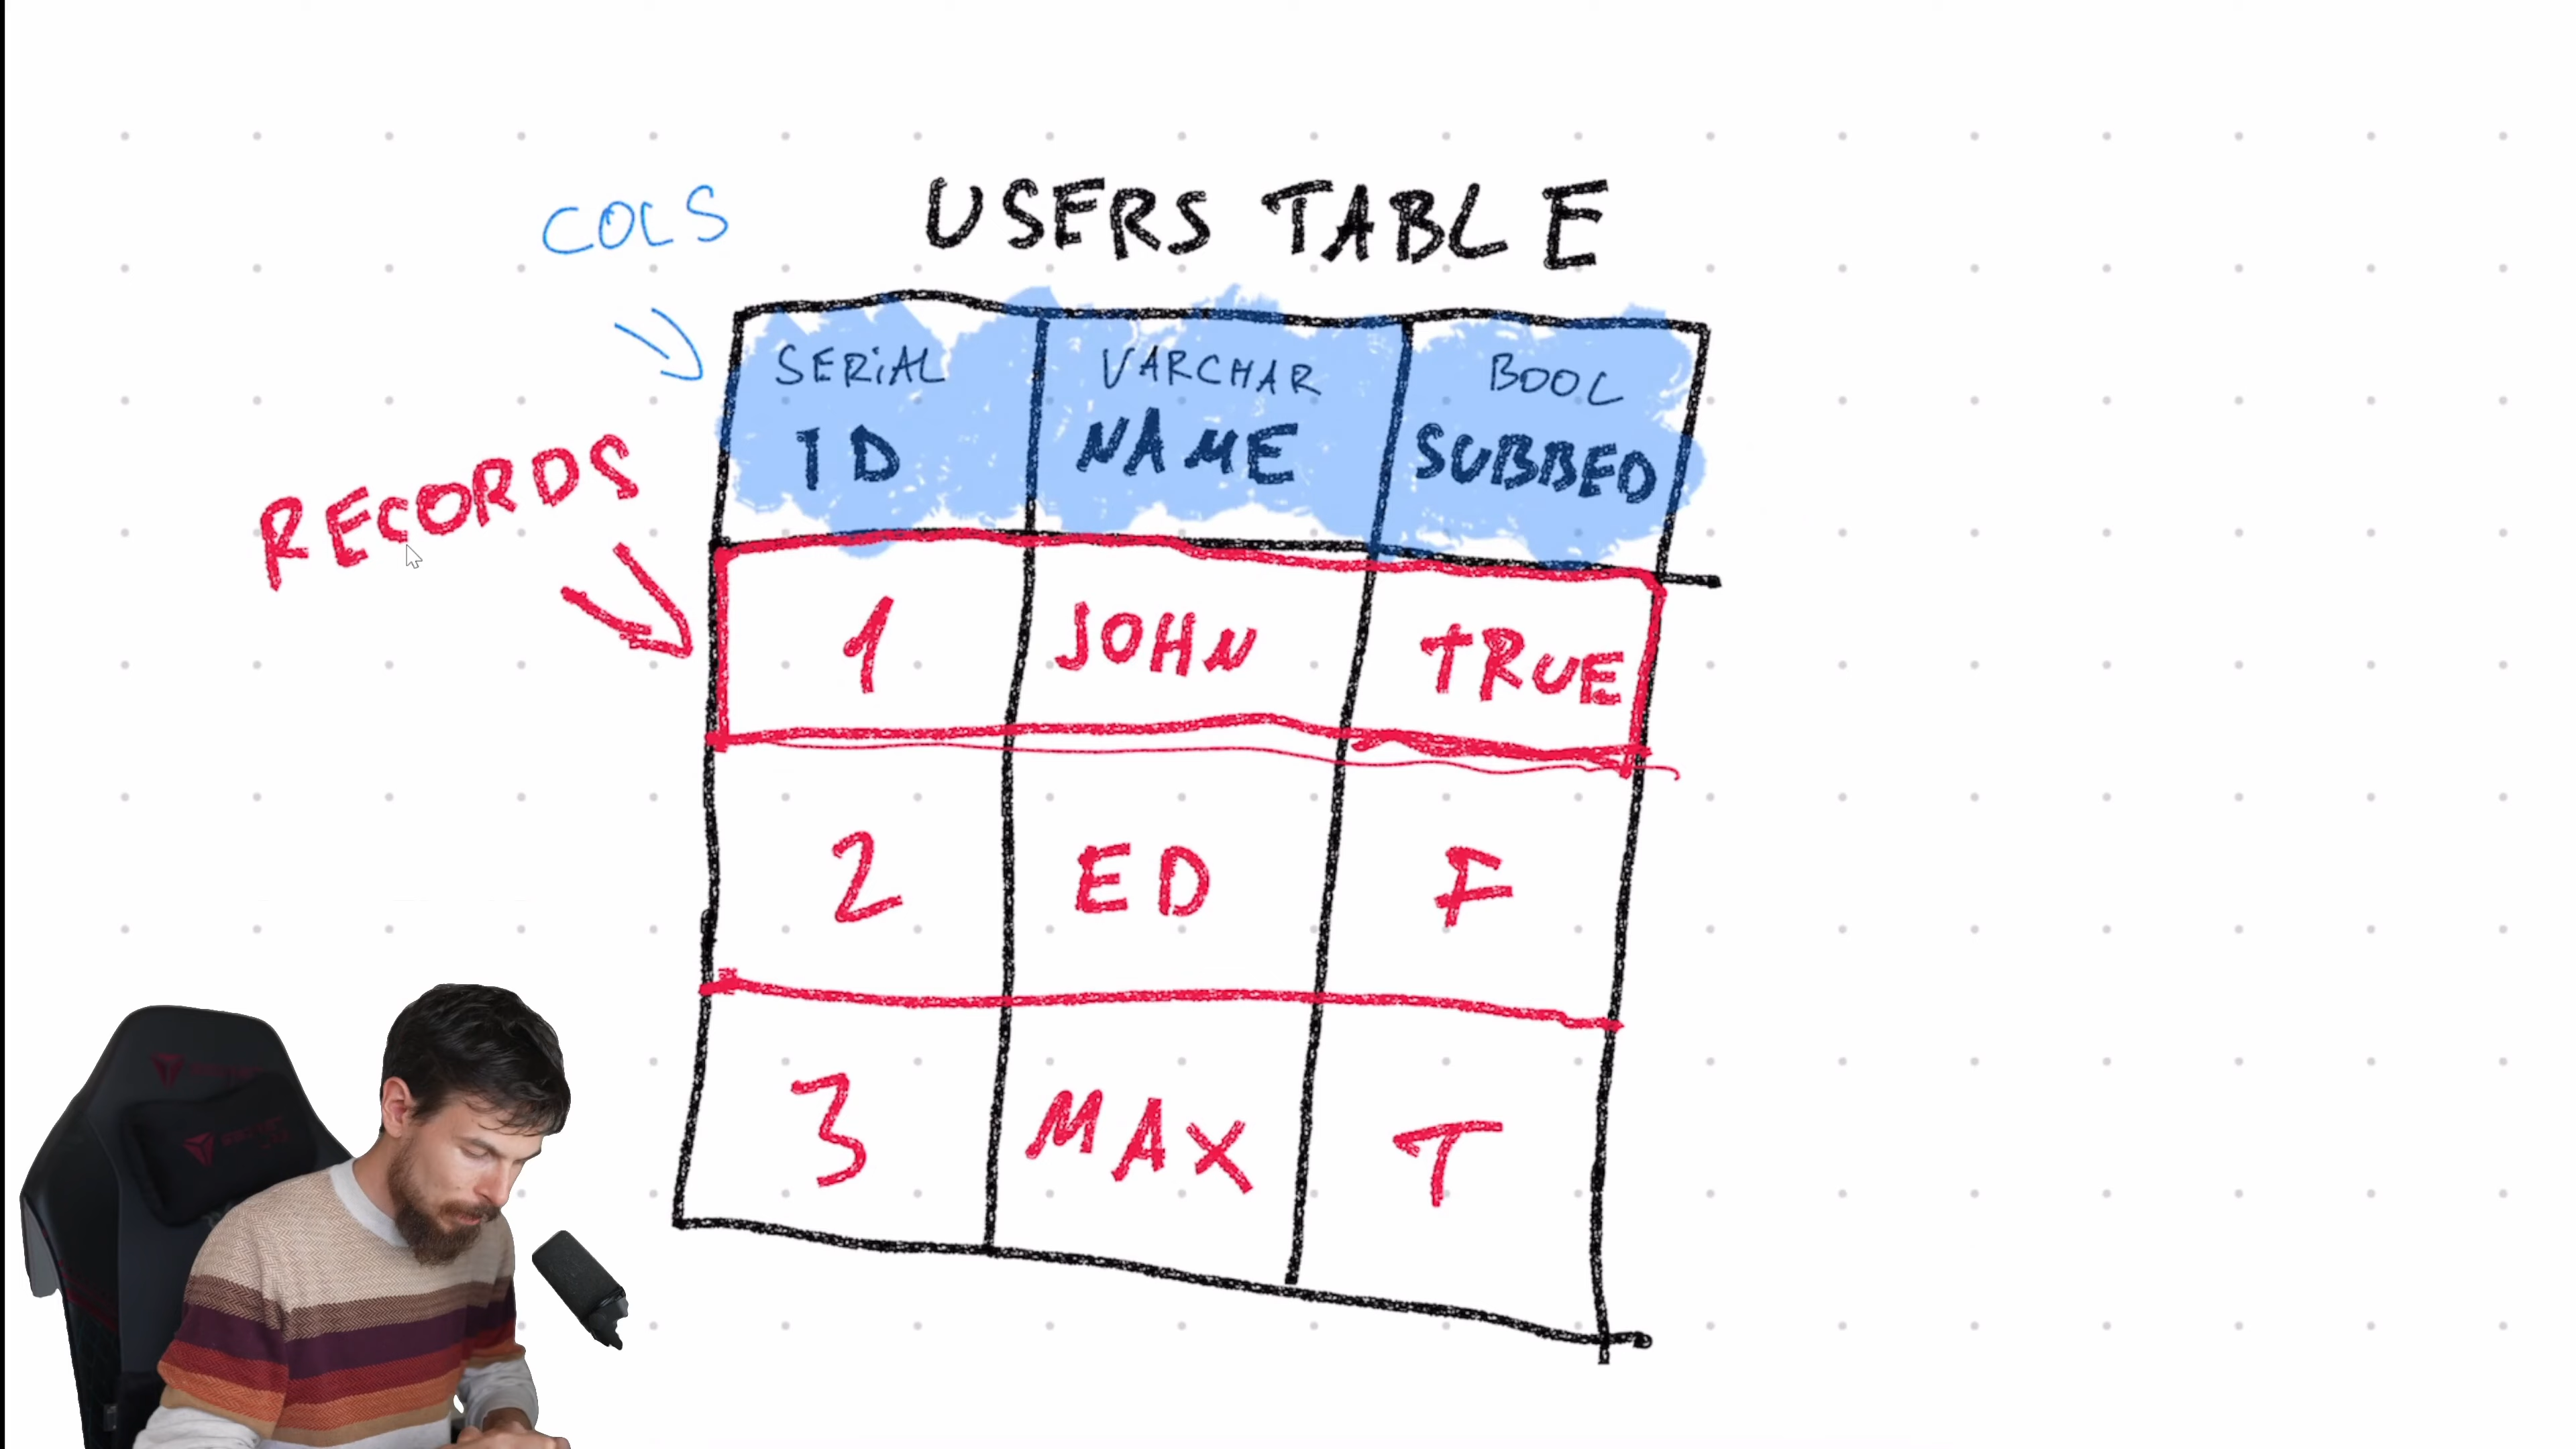 COLS
USERS TABLE
SERIAL VARCHAR BOOL
ID NAME SUBBED
RECORDS
1 JOHN TRUE
2 ED F
3 MAX T